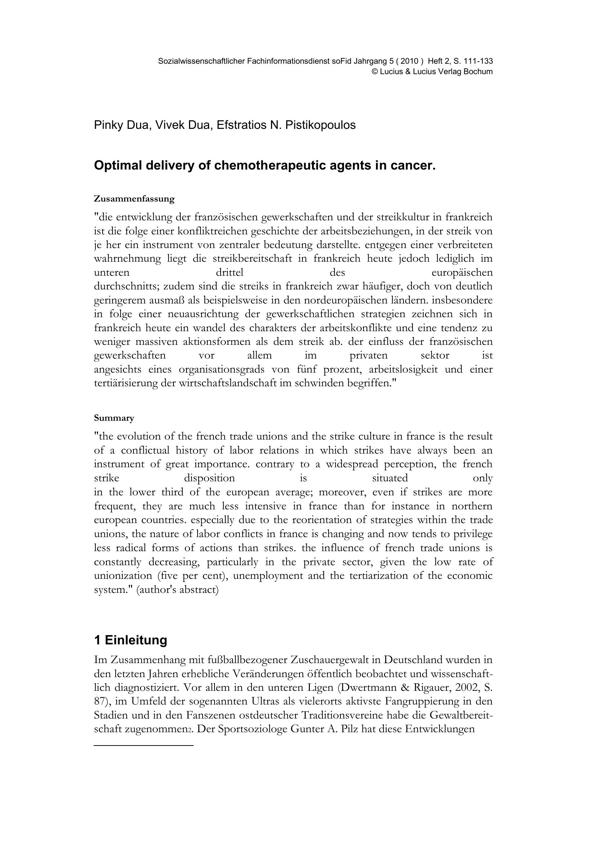 Sozialwissenschaftlicher Fachinformationsdienst soFid Jahrgang 5 ( 2010 ) Heft 2, S. 111-133
© Lucius & Lucius Verlag Bochum
Pinky Dua, Vivek Dua, Efstratios N. Pistikopoulos
Optimal delivery of chemotherapeutic agents in cancer.
Zusammenfassung
"die entwicklung der französischen gewerkschaften und der streikkultur in frankreich
ist die folge einer konfliktreichen geschichte der arbeitsbeziehungen, in der streik von
je her ein instrument von zentraler bedeutung darstellte. entgegen einer verbreiteten
wahrnehmung liegt die streikbereitschaft in frankreich heute jedoch lediglich im
unteren drittel des europäischen
durchschnitts; zudem sind die streiks in frankreich zwar häufiger, doch von deutlich
geringerem ausmaß als beispielsweise in den nordeuropäischen ländern. insbesondere
in folge einer neuausrichtung der gewerkschaftlichen strategien zeichnen sich in
frankreich heute ein wandel des charakters der arbeitskonflikte und eine tendenz zu
weniger massiven aktionsformen als dem streik ab. der einfluss der französischen
gewerkschaften vor allem im privaten sektor ist
angesichts eines organisationsgrads von fünf prozent, arbeitslosigkeit und einer
tertiärisierung der wirtschaftslandschaft im schwinden begriffen."
Summary
"the evolution of the french trade unions and the strike culture in france is the result
of a conflictual history of labor relations in which strikes have always been an
instrument of great importance. contrary to a widespread perception, the french
strike disposition is situated only
in the lower third of the european average; moreover, even if strikes are more
frequent, they are much less intensive in france than for instance in northern
european countries. especially due to the reorientation of strategies within the trade
unions, the nature of labor conflicts in france is changing and now tends to privilege
less radical forms of actions than strikes. the influence of french trade unions is
constantly decreasing, particularly in the private sector, given the low rate of
unionization (five per cent), unemployment and the tertiarization of the economic
system." (author's abstract)
1 Einleitung
Im Zusammenhang mit fußballbezogener Zuschauergewalt in Deutschland wurden in
den letzten Jahren erhebliche Veränderungen öffentlich beobachtet und wissenschaft-
lich diagnostiziert. Vor allem in den unteren Ligen (Dwertmann & Rigauer, 2002, S.
87), im Umfeld der sogenannten Ultras als vielerorts aktivste Fangruppierung in den
Stadien und in den Fanszenen ostdeutscher Traditionsvereine habe die Gewaltbereit-
schaft zugenommen2. Der Sportsoziologe Gunter A. Pilz hat diese Entwicklungen